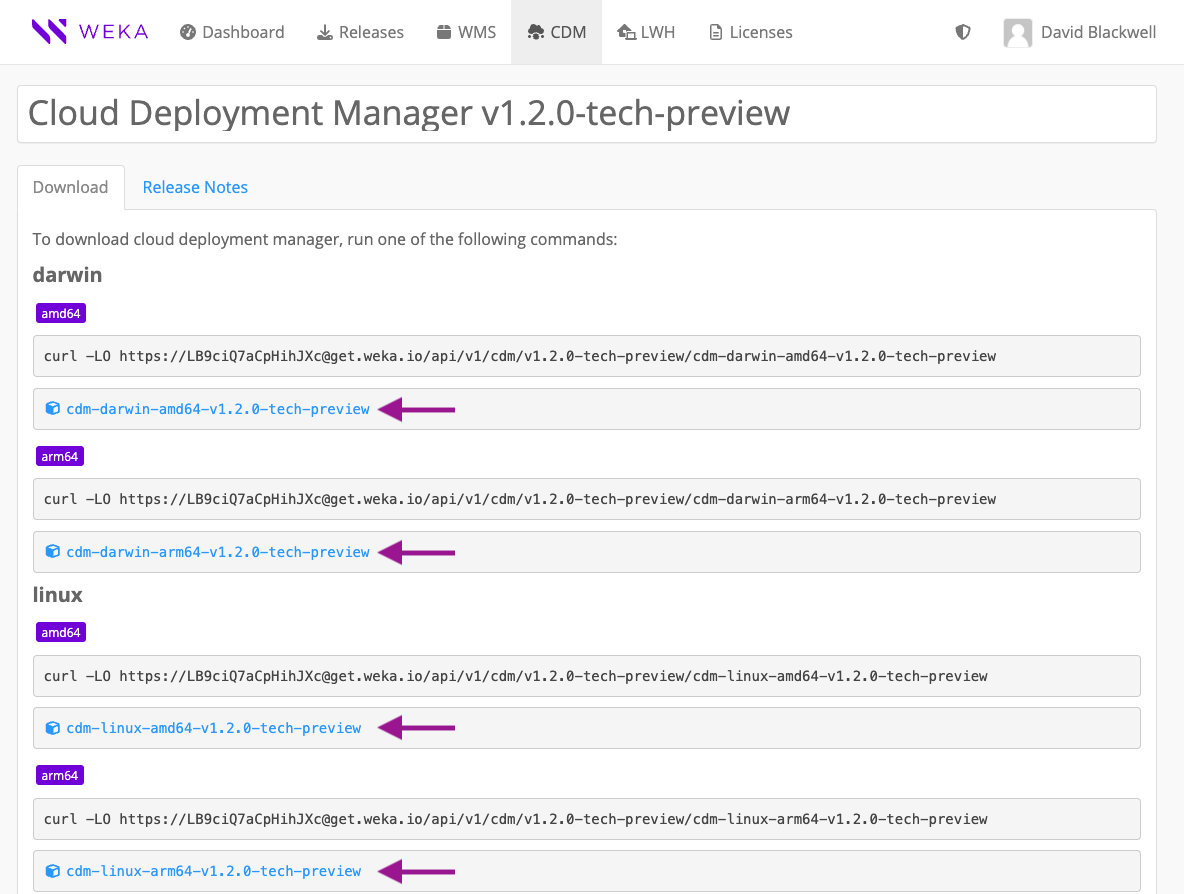 WEKA Dashboard Releases WMS CDM LWH Licenses David Blackwell
Cloud Deployment Manager v1.2.0-tech-preview
Download Release Notes
To download cloud deployment manager, run one of the following commands:
darwin
amd64
curl -LO https://LB9ciQ7aCpHihJXc@get.weka.io/api/v1/cdm/v1.2.0-tech-preview/cdm-darwin-amd64-v1.2.0-tech-preview
cdm-darwin-amd64-v1.2.0-tech-preview
arm64
curl -LO https://LB9ciQ7aCpHihJXc@get.weka.io/api/v1/cdm/v1.2.0-tech-preview/cdm-darwin-arm64-v1.2.0-tech-preview
cdm-darwin-arm64-v1.2.0-tech-preview
linux
amd64
curl -LO https://LB9ciQ7aCpHihJXc@get.weka.io/api/v1/cdm/v1.2.0-tech-preview/cdm-linux-amd64-v1.2.0-tech-preview
cdm-linux-amd64-v1.2.0-tech-preview
arm64
curl -LO https://LB9ciQ7aCpHihJXc@get.weka.io/api/v1/cdm/v1.2.0-tech-preview/cdm-linux-arm64-v1.2.0-tech-preview
cdm-linux-arm64-v1.2.0-tech-preview